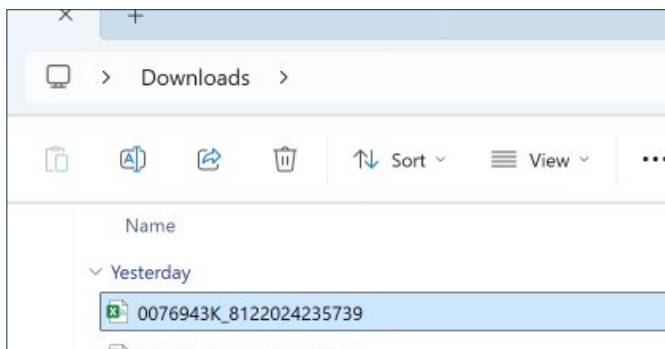 Downloads
Sort View
Name
Yesterday
0076943K_8122024235739